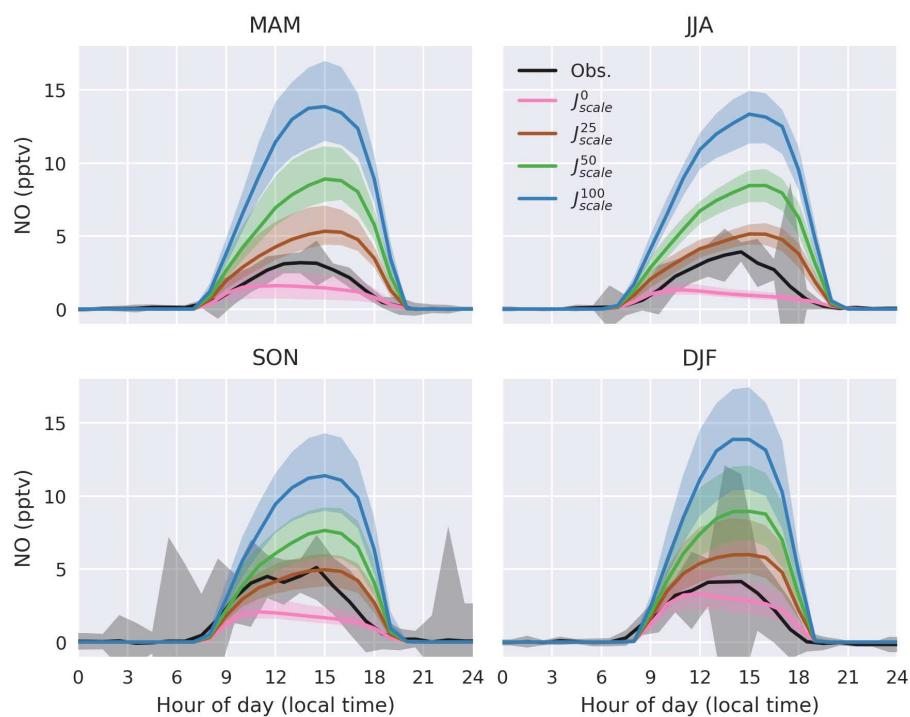 MAM
JJA
15
10
5
0
NO (pptv)
Obs.
J⁰scale
J²⁵scale
J⁵⁰scale
J¹⁰⁰scale
SON
DJF
15
10
5
0
NO (pptv)
0 3 6 9 12 15 18 21 24
0 3 6 9 12 15 18 21 24
Hour of day (local time)
Hour of day (local time)